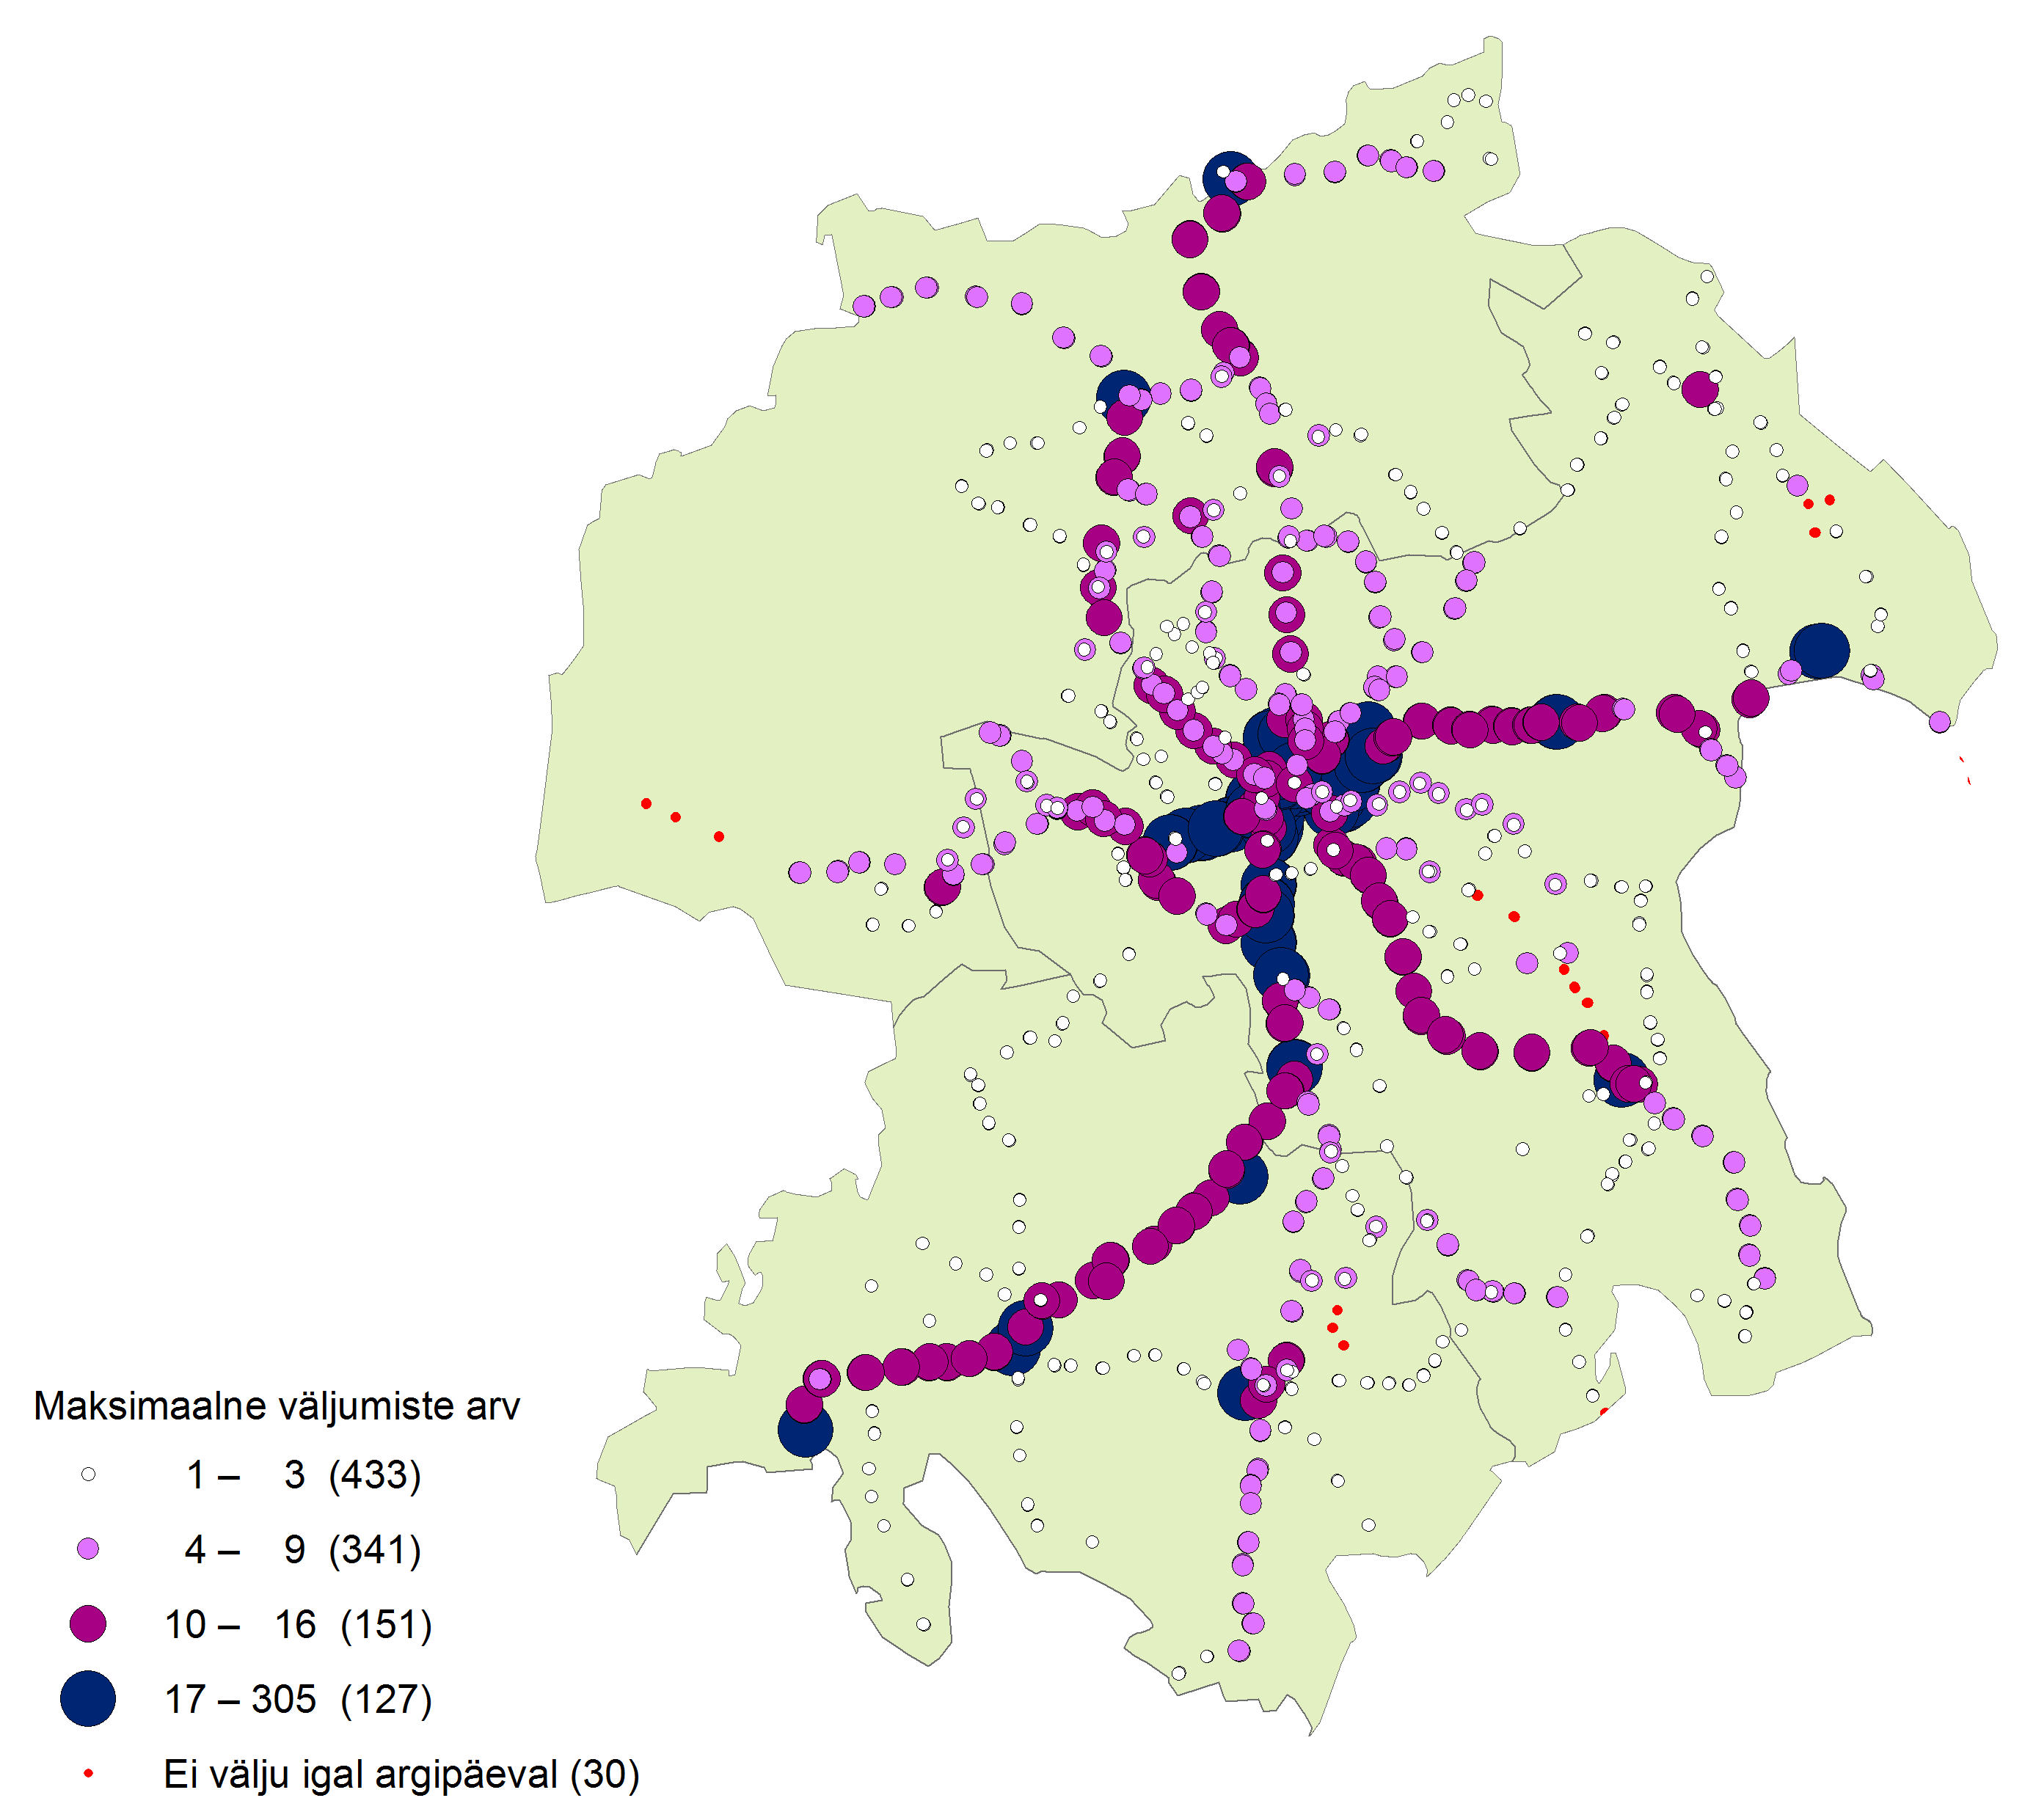 Maksimaalne väljumiste arv
1 – 3 (433)
4 – 9 (341)
10 – 16 (151)
17 – 305 (127)
Ei välju igal argipäeval (30)